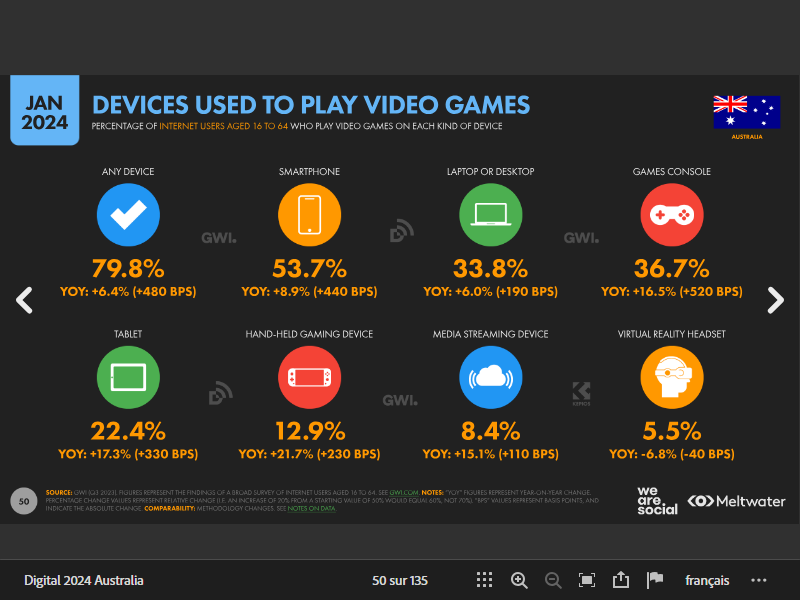 JAN
2024
DEVICES USED TO PLAY VIDEO GAMES
PERCENTAGE OF INTERNET USERS AGED 16 TO 64 WHO PLAY VIDEO GAMES ON EACH KIND OF DEVICE
AUSTRALIA
ANY DEVICE
79.8%
YOY: +6.4% (+480 BPS)
SMARTPHONE
53.7%
YOY: +8.9% (+440 BPS)
LAPTOP OR DESKTOP
33.8%
YOY: +6.0% (+190 BPS)
GAMES CONSOLE
36.7%
YOY: +16.5% (+520 BPS)
GWI.
GWI.
TABLET
22.4%
YOY: +17.3% (+330 BPS)
HAND-HELD GAMING DEVICE
12.9%
YOY: +21.7% (+230 BPS)
MEDIA STREAMING DEVICE
8.4%
YOY: +15.1% (+110 BPS)
VIRTUAL REALITY HEADSET
5.5%
YOY: -6.8% (-40 BPS)
GWI.
KEPIOS
50
SOURCE: GWI (Q3 2023). FIGURES REPRESENT THE FINDINGS OF A BROAD SURVEY OF INTERNET USERS AGED 16 TO 64. SEE GWI.COM. NOTES: "YOY" FIGURES REPRESENT YEAR-ON-YEAR CHANGE.
PERCENTAGE CHANGE VALUES REPRESENT RELATIVE CHANGE (I.E. AN INCREASE OF 20% FROM A STARTING VALUE OF 50% WOULD EQUAL 60%, NOT 70%). "BPS" VALUES REPRESENT BASIS POINTS, AND
INDICATE THE ABSOLUTE CHANGE. COMPARABILITY: METHODOLOGY CHANGES. SEE NOTES ON DATA.
we
are.
social
Meltwater
Digital 2024 Australia
50 sur 135
français